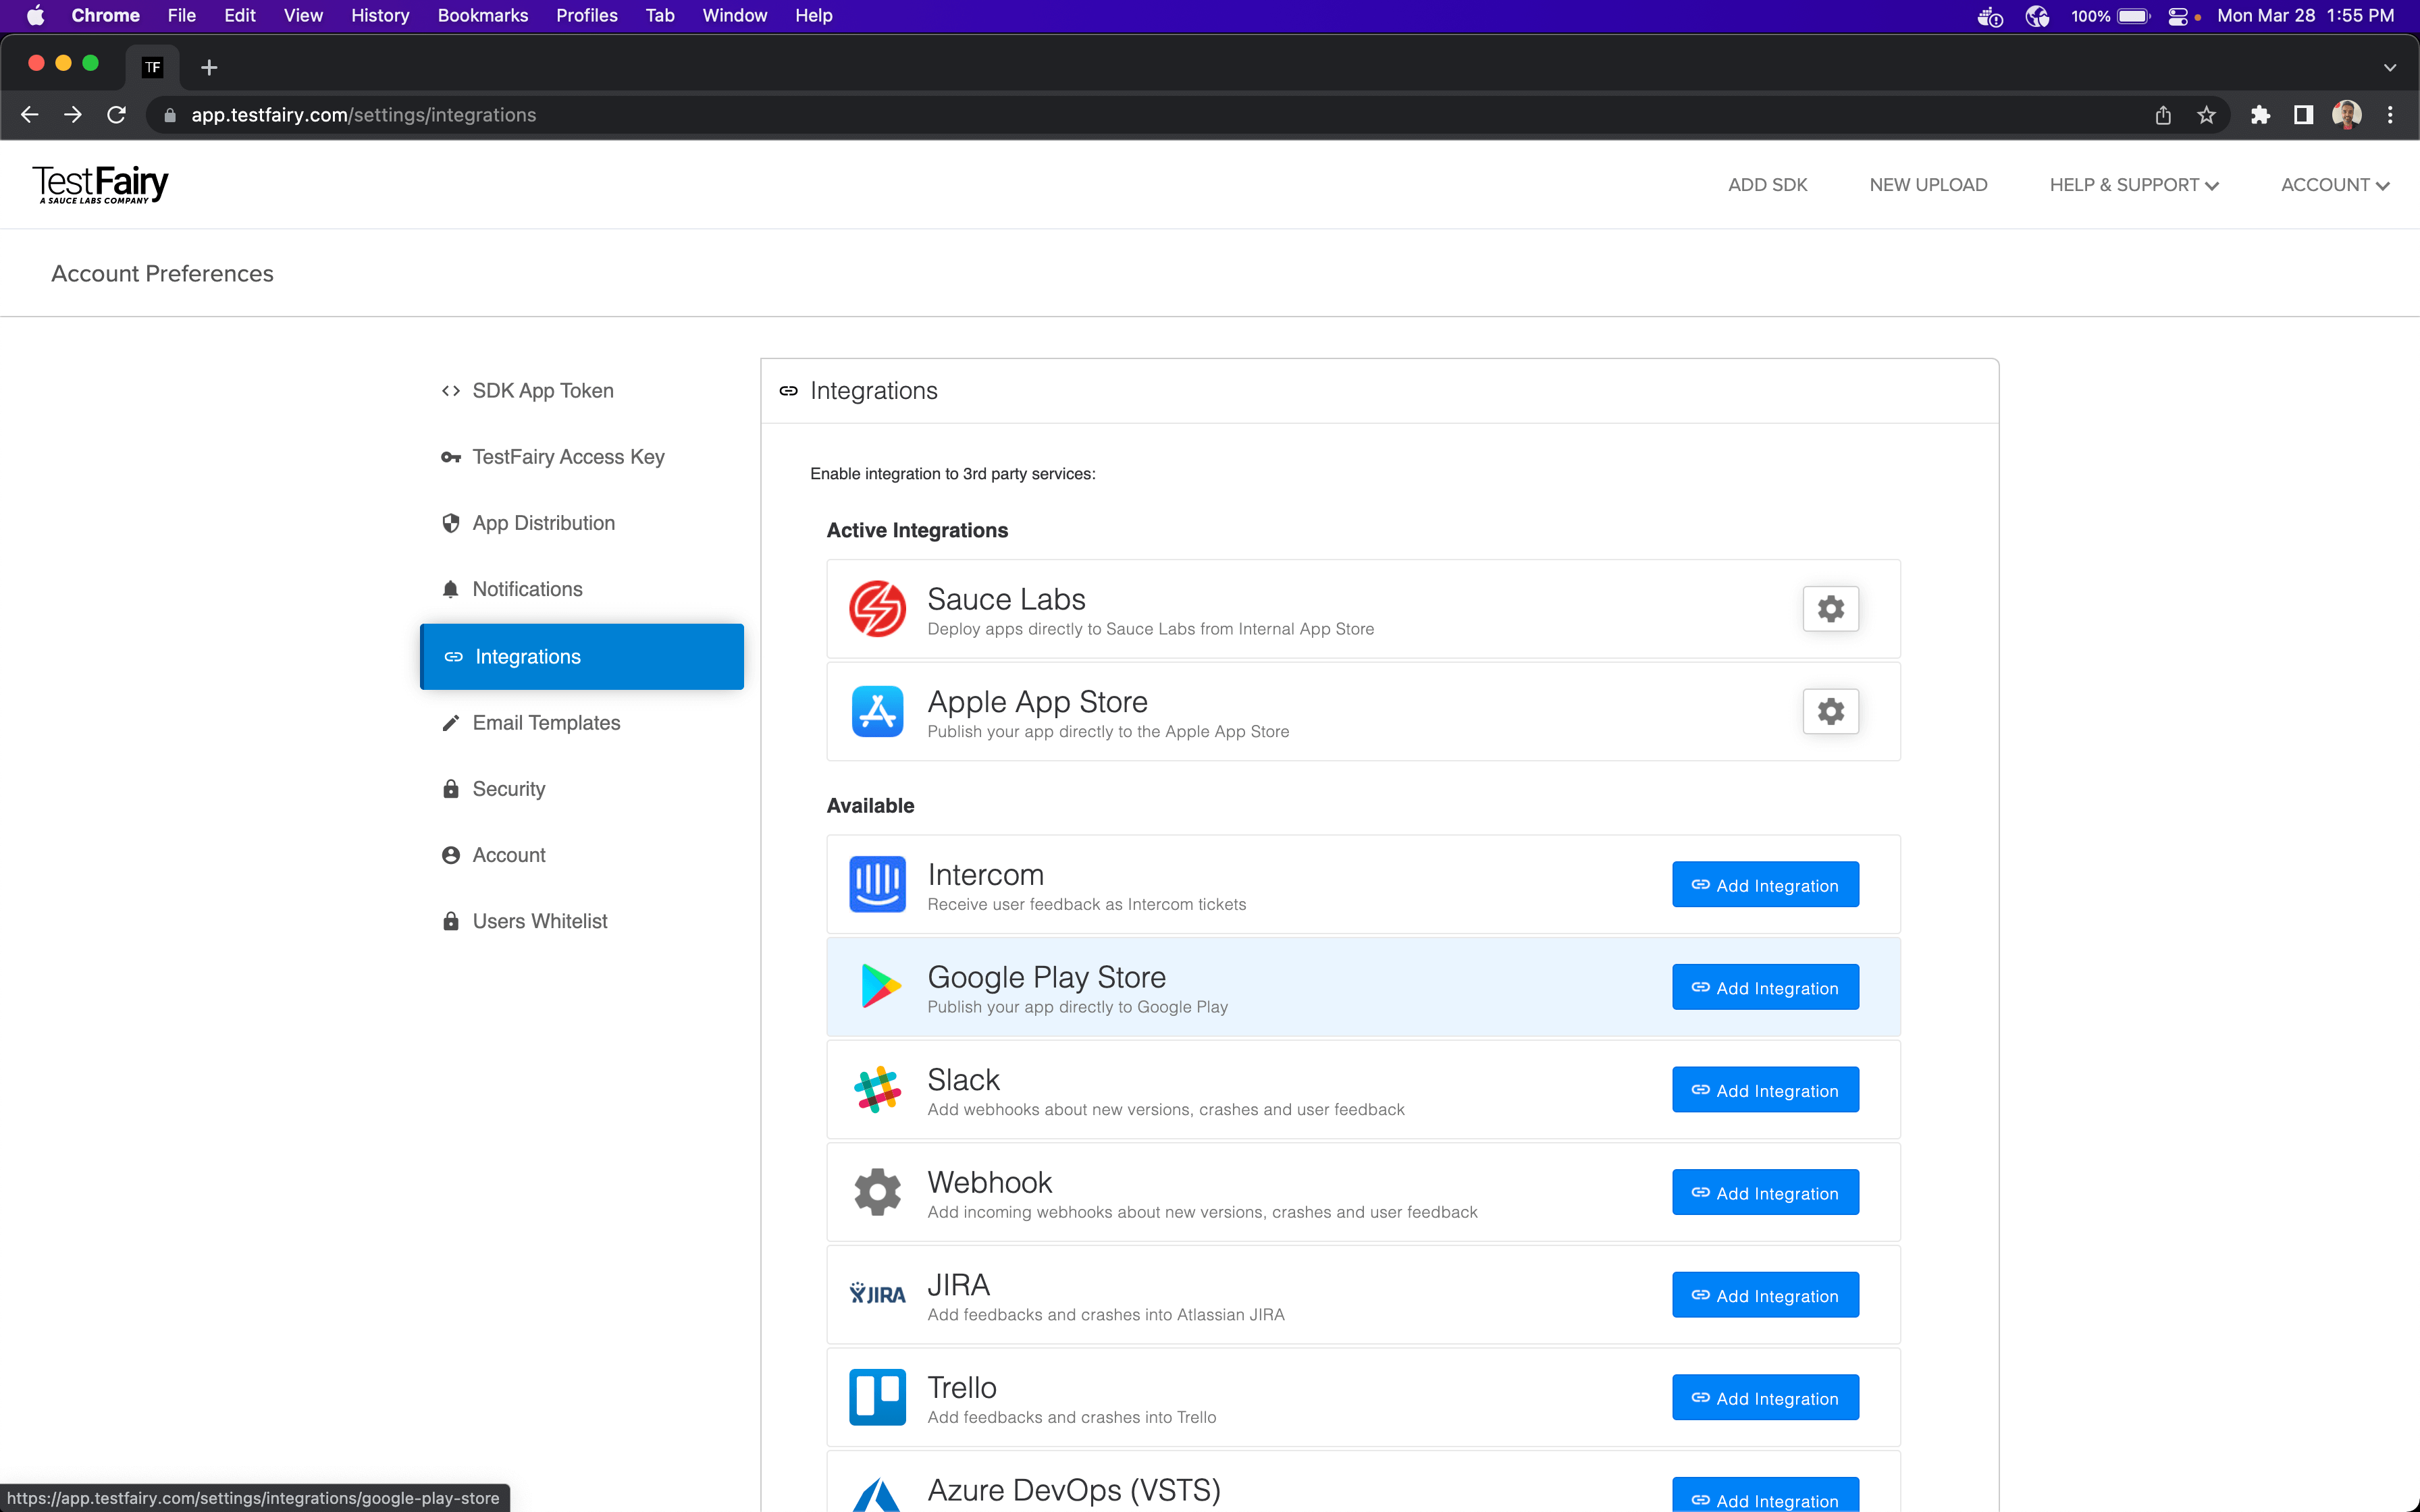 Chrome File Edit View History Bookmarks Profiles Tab Window Help 100% Mon Mar 28 1:55 PM
TF
app.testfairy.com/settings/integrations
TestFairy
A SAUCE LABS COMPANY
ADD SDK NEW UPLOAD HELP & SUPPORT ACCOUNT
Account Preferences
SDK App Token
TestFairy Access Key
App Distribution
Notifications
Integrations
Email Templates
Security
Account
Users Whitelist
Integrations
Enable integration to 3rd party services:
Active Integrations
Sauce Labs
Deploy apps directly to Sauce Labs from Internal App Store
Apple App Store
Publish your app directly to the Apple App Store
Available
Intercom
Receive user feedback as Intercom tickets
Add Integration
Google Play Store
Publish your app directly to Google Play
Add Integration
Slack
Add webhooks about new versions, crashes and user feedback
Add Integration
Webhook
Add incoming webhooks about new versions, crashes and user feedback
Add Integration
JIRA
JIRA
Add feedbacks and crashes into Atlassian JIRA
Add Integration
Trello
Add feedbacks and crashes into Trello
Add Integration
Azure DevOps (VSTS)
Add Integration
https://app.testfairy.com/settings/integrations/google-play-store